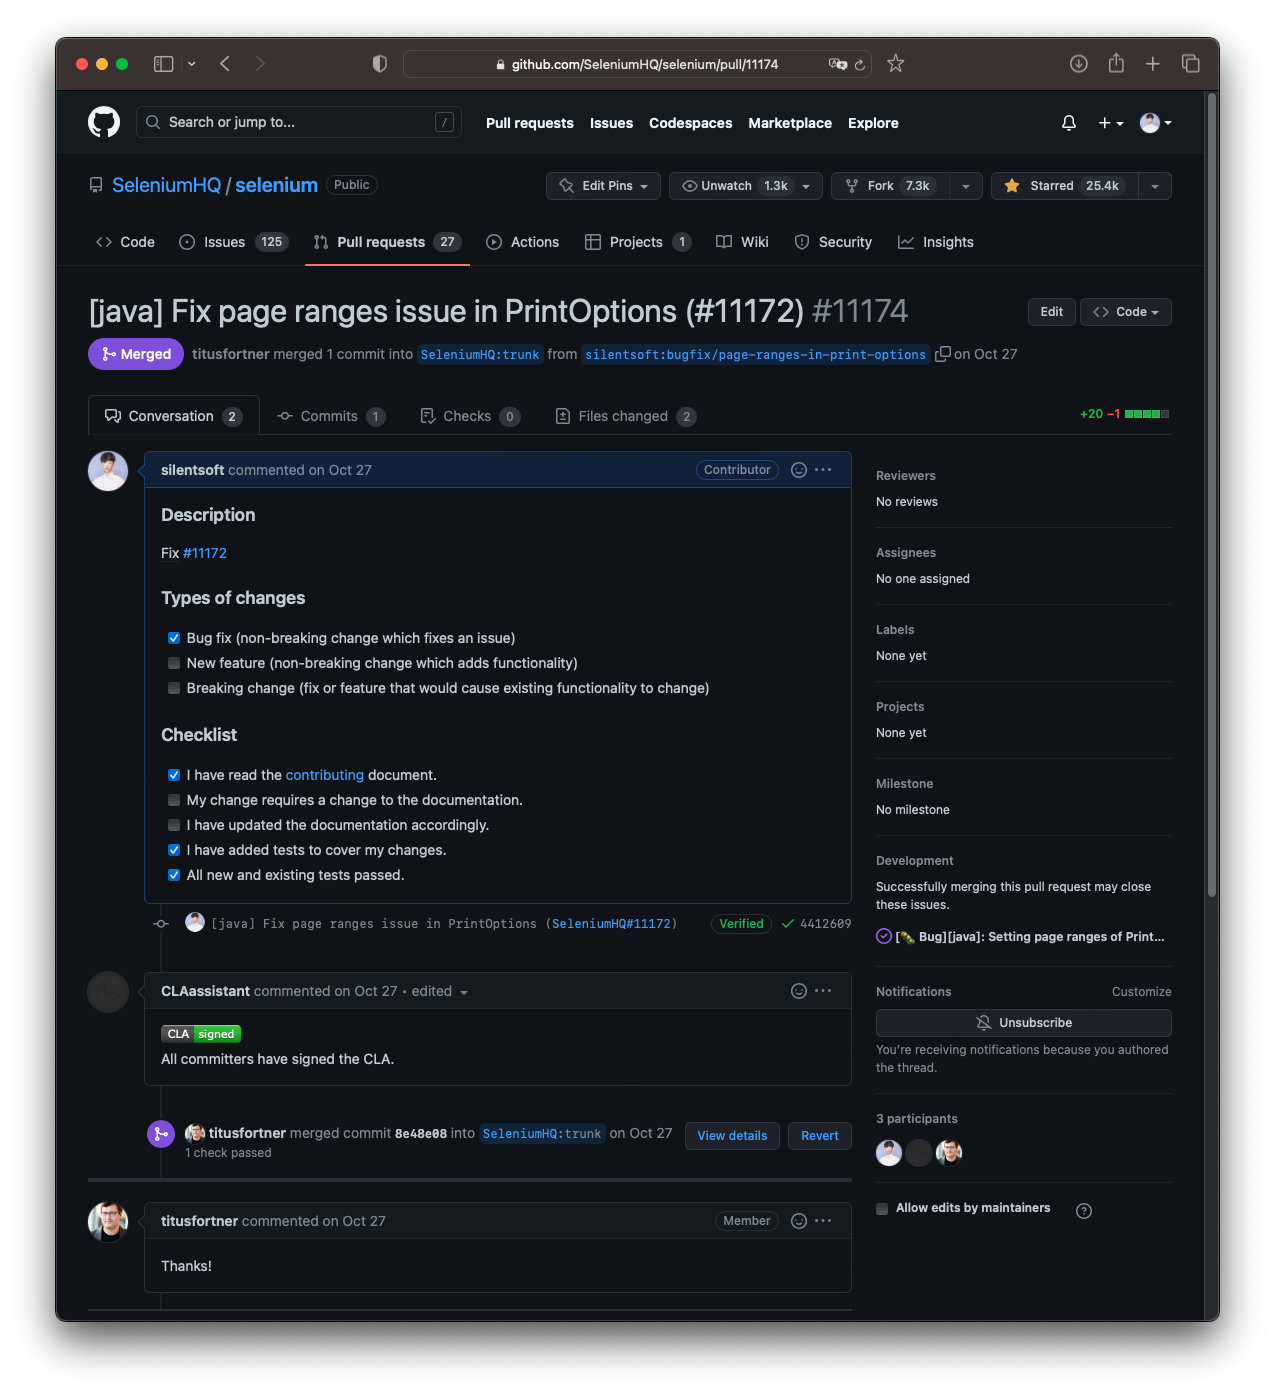 github.com/SeleniumHQ/selenium/pull/11174
Search or jump to... /
Pull requests Issues Codespaces Marketplace Explore
SeleniumHQ / selenium Public
Edit Pins Unwatch 1.3k Fork 7.3k Starred 25.4k
Code Issues 125 Pull requests 27 Actions Projects 1 Wiki Security Insights
[java] Fix page ranges issue in PrintOptions (#11172) #11174
Edit <> Code
Merged titusfortner merged 1 commit into SeleniumHQ:trunk from silentsoft:bugfix/page-ranges-in-print-options on Oct 27
Conversation 2 Commits 1 Checks 0 Files changed 2
+20 −1
silentsoft commented on Oct 27 Contributor
Description
Fix #11172
Types of changes
Bug fix (non-breaking change which fixes an issue)
New feature (non-breaking change which adds functionality)
Breaking change (fix or feature that would cause existing functionality to change)
Checklist
I have read the contributing document.
My change requires a change to the documentation.
I have updated the documentation accordingly.
I have added tests to cover my changes.
All new and existing tests passed.
[java] Fix page ranges issue in PrintOptions (SeleniumHQ#11172) Verified 4412609
CLAassistant commented on Oct 27 • edited
CLA signed
All committers have signed the CLA.
titusfortner merged commit 8e48e08 into SeleniumHQ:trunk on Oct 27
1 check passed
View details Revert
titusfortner commented on Oct 27 Member
Thanks!
Reviewers
No reviews
Assignees
No one assigned
Labels
None yet
Projects
None yet
Milestone
No milestone
Development
Successfully merging this pull request may close
these issues.
[🐛 Bug][java]: Setting page ranges of Print...
Notifications Customize
Unsubscribe
You're receiving notifications because you authored
the thread.
3 participants
Allow edits by maintainers